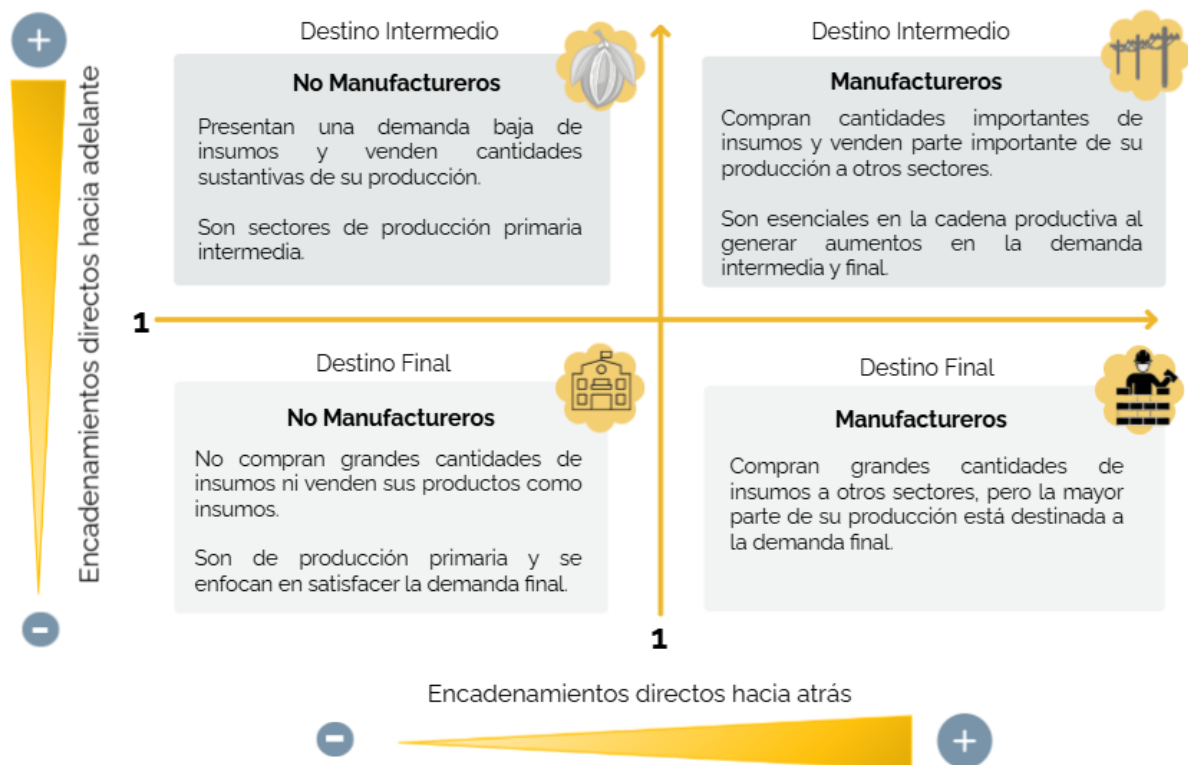 Destino Intermedio
No Manufactureros
Presentan una demanda baja de
insumos y venden cantidades
sustantivas de su producción.
Son sectores de producción primaria
intermedia.
Destino Intermedio
Manufactureros
Compran cantidades importantes de
insumos y venden parte importante de su
producción a otros sectores.
Son esenciales en la cadena productiva al
generar aumentos en la demanda
intermedia y final.
Encadenamientos directos hacia adelante
1
Destino Final
No Manufactureros
No compran grandes cantidades de
insumos ni venden sus productos como
insumos.
Son de producción primaria y se
enfocan en satisfacer la demanda final.
Destino Final
Manufactureros
Compran grandes cantidades de
insumos a otros sectores, pero la mayor
parte de su producción está destinada a
la demanda final.
1
Encadenamientos directos hacia atrás